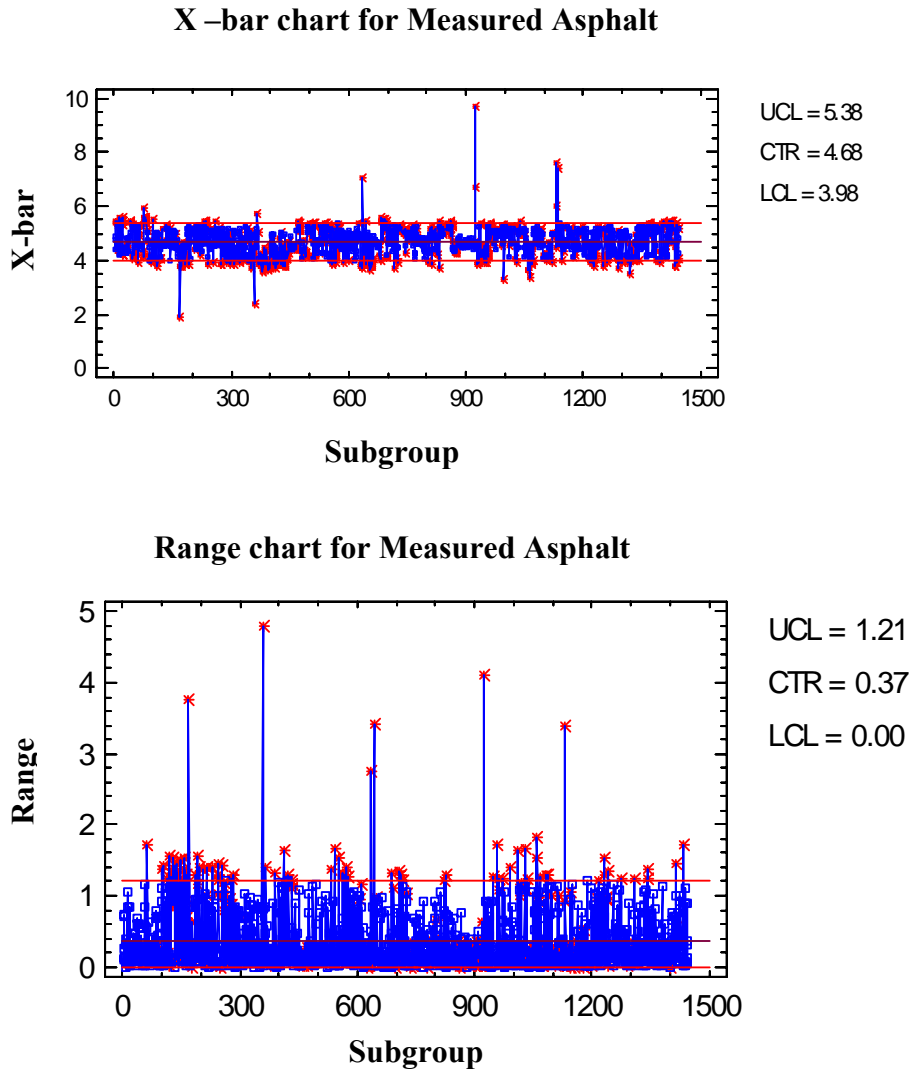 X –bar chart for Measured Asphalt
10
8
6
4
2
0
X-bar
0 300 600 900 1200 1500
Subgroup
UCL = 5.38
CTR = 4.68
LCL = 3.98
Range chart for Measured Asphalt
5
4
3
2
1
0
Range
0 300 600 900 1200 1500
Subgroup
UCL = 1.21
CTR = 0.37
LCL = 0.00